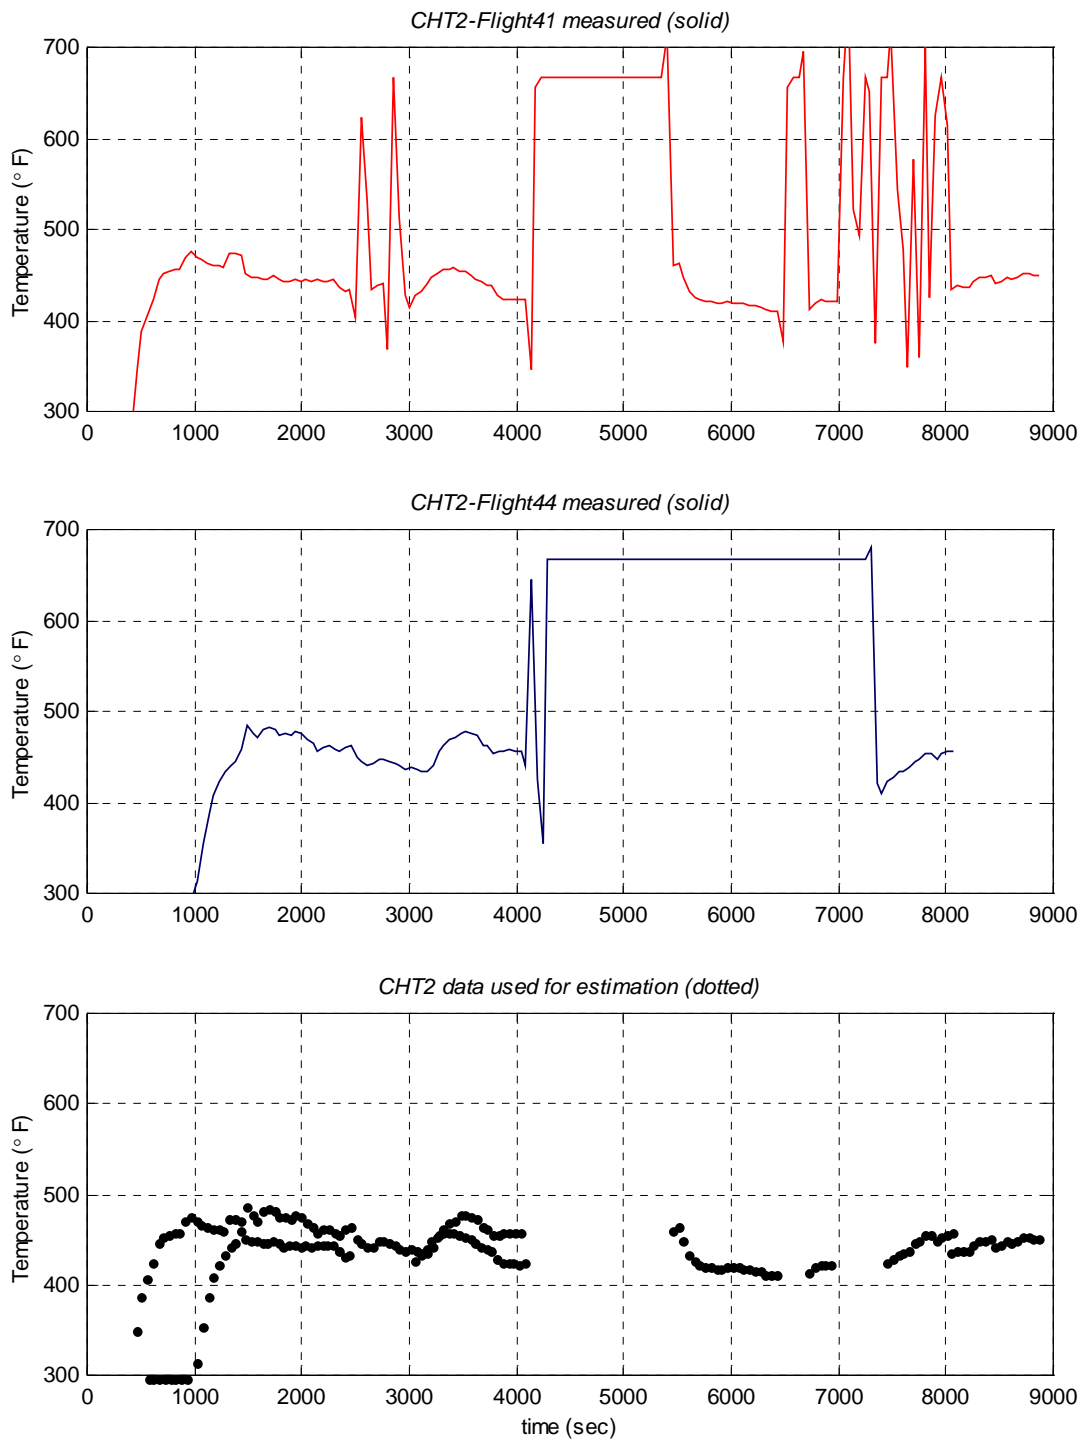 CHT2-Flight41 measured (solid)
700
600
500
400
300
Temperature (° F)
0 1000 2000 3000 4000 5000 6000 7000 8000 9000
CHT2-Flight44 measured (solid)
700
600
500
400
300
Temperature (° F)
0 1000 2000 3000 4000 5000 6000 7000 8000 9000
CHT2 data used for estimation (dotted)
700
600
500
400
300
Temperature (° F)
0 1000 2000 3000 4000 5000 6000 7000 8000 9000
time (sec)